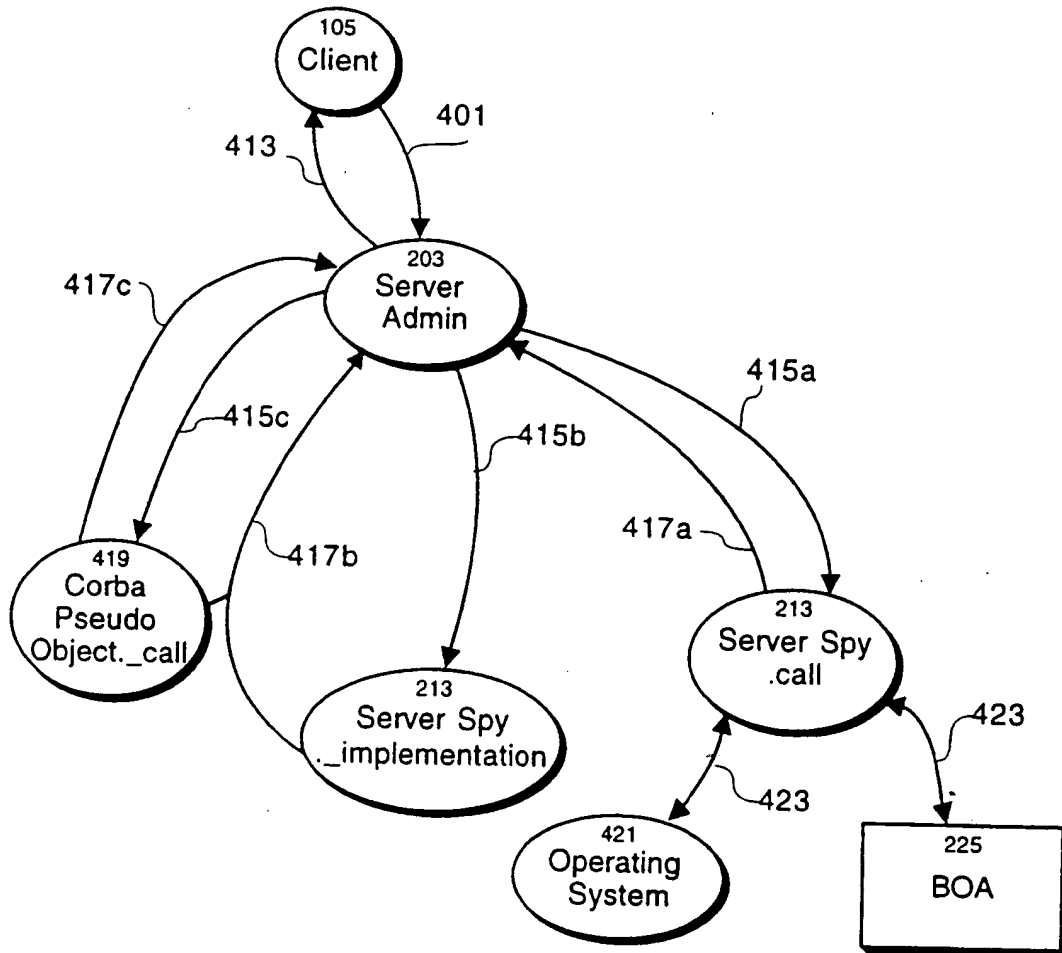 105
Client
413
401
203
Server
Admin
417c
415a
415c
415b
417b
417a
419
Corba
Pseudo
Object._call
213
Server Spy
.call
213
Server Spy
._implementation
423
423
421
Operating
System
225
BOA